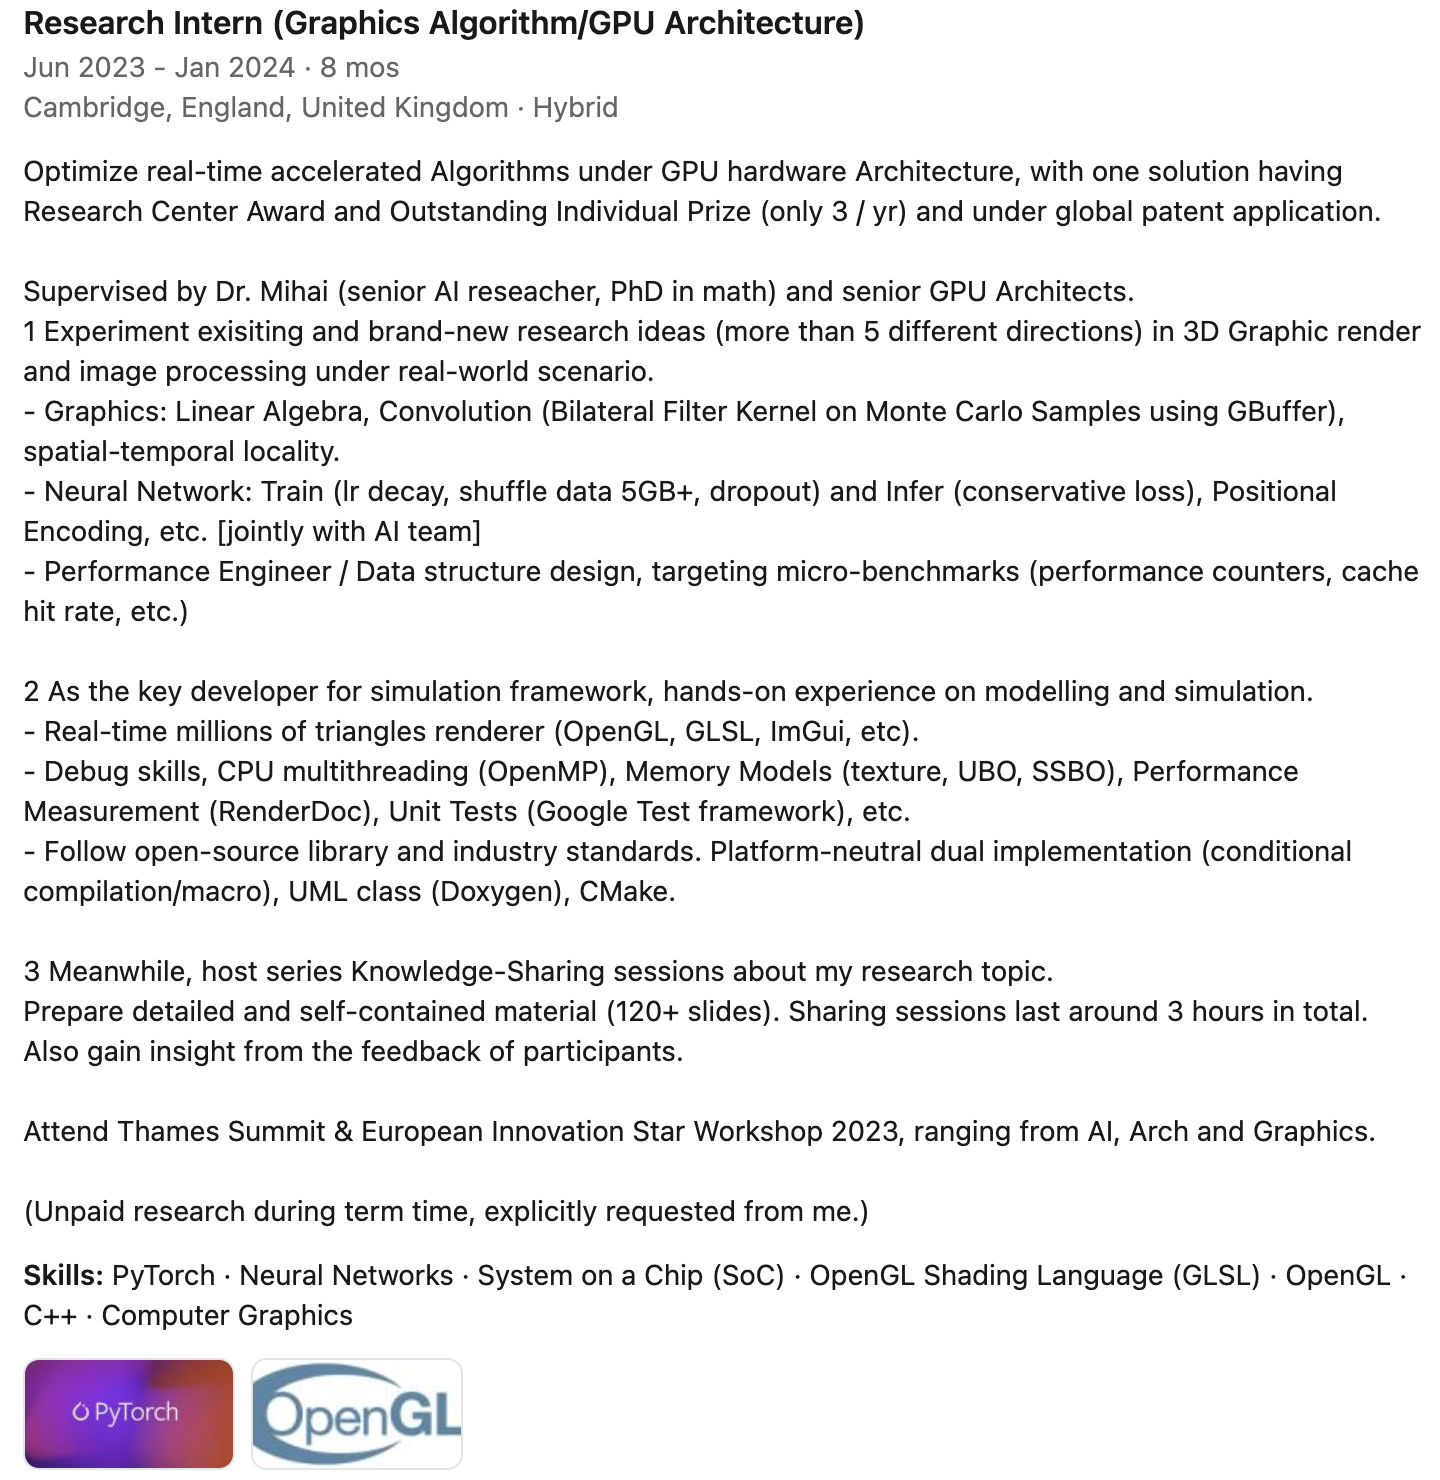 Research Intern (Graphics Algorithm/GPU Architecture)
Jun 2023 - Jan 2024 · 8 mos
Cambridge, England, United Kingdom · Hybrid
Optimize real-time accelerated Algorithms under GPU hardware Architecture, with one solution having
Research Center Award and Outstanding Individual Prize (only 3 / yr) and under global patent application.
Supervised by Dr. Mihai (senior AI reseacher, PhD in math) and senior GPU Architects.
1 Experiment exisiting and brand-new research ideas (more than 5 different directions) in 3D Graphic render
and image processing under real-world scenario.
- Graphics: Linear Algebra, Convolution (Bilateral Filter Kernel on Monte Carlo Samples using GBuffer),
spatial-temporal locality.
- Neural Network: Train (lr decay, shuffle data 5GB+, dropout) and Infer (conservative loss), Positional
Encoding, etc. [jointly with AI team]
- Performance Engineer / Data structure design, targeting micro-benchmarks (performance counters, cache
hit rate, etc.)
2 As the key developer for simulation framework, hands-on experience on modelling and simulation.
- Real-time millions of triangles renderer (OpenGL, GLSL, ImGui, etc).
- Debug skills, CPU multithreading (OpenMP), Memory Models (texture, UBO, SSBO), Performance
Measurement (RenderDoc), Unit Tests (Google Test framework), etc.
- Follow open-source library and industry standards. Platform-neutral dual implementation (conditional
compilation/macro), UML class (Doxygen), CMake.
3 Meanwhile, host series Knowledge-Sharing sessions about my research topic.
Prepare detailed and self-contained material (120+ slides). Sharing sessions last around 3 hours in total.
Also gain insight from the feedback of participants.
Attend Thames Summit & European Innovation Star Workshop 2023, ranging from AI, Arch and Graphics.
(Unpaid research during term time, explicitly requested from me.)
Skills: PyTorch · Neural Networks · System on a Chip (SoC) · OpenGL Shading Language (GLSL) · OpenGL ·
C++ · Computer Graphics
PyTorch
OpenGL